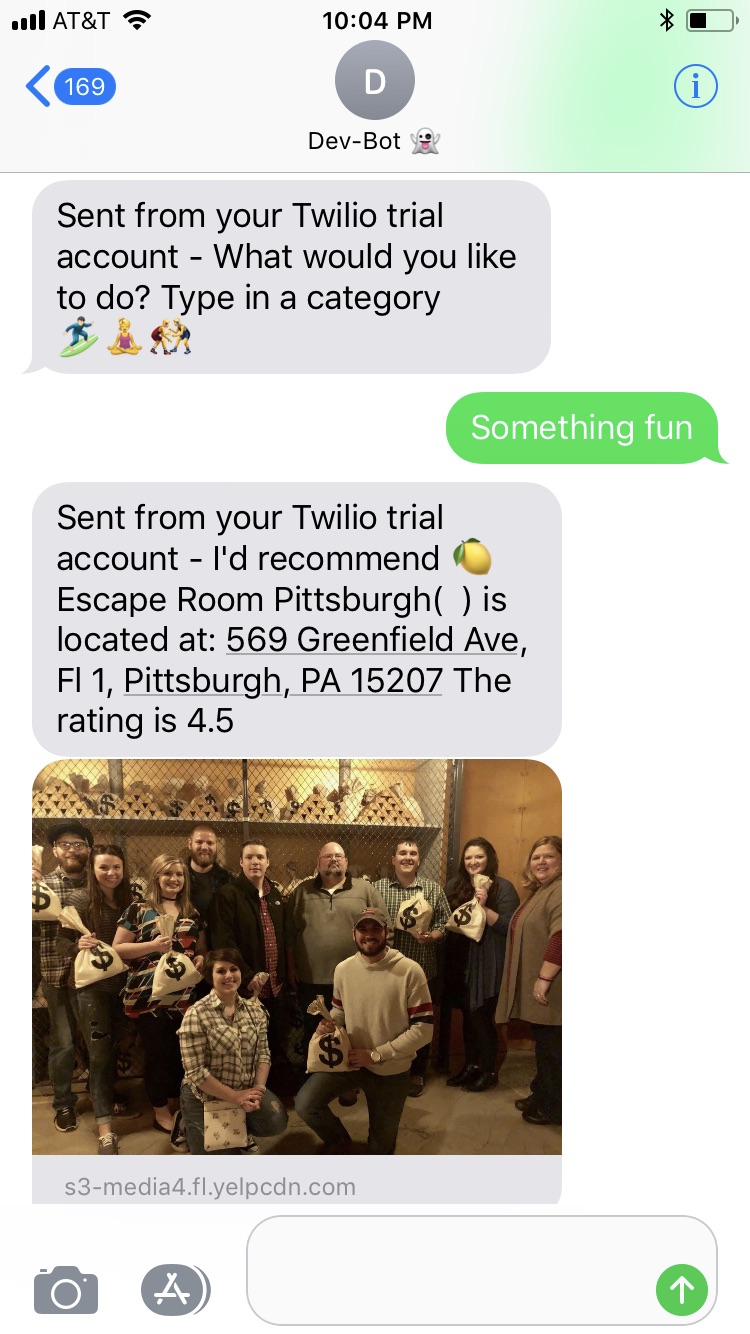 AT&T 10:04 PM
169
D
Dev-Bot 👻
Sent from your Twilio trial
account - What would you like
to do? Type in a category
🏄🧘🤼
Something fun
Sent from your Twilio trial
account - I'd recommend 🍋
Escape Room Pittsburgh( ) is
located at: 569 Greenfield Ave,
Fl 1, Pittsburgh, PA 15207 The
rating is 4.5
$ $ $ $ $ $
s3-media4.fl.yelpcdn.com